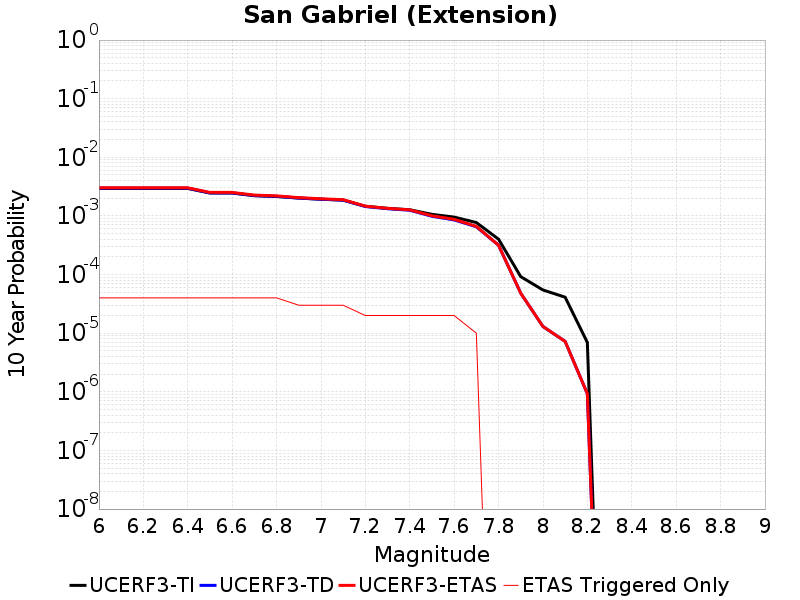 San Gabriel (Extension)
10^0
10^-1
10^-2
10^-3
10^-4
10^-5
10^-6
10^-7
10^-8
10 Year Probability
6 6.2 6.4 6.6 6.8 7 7.2 7.4 7.6 7.8 8 8.2 8.4 8.6 8.8 9
Magnitude
UCERF3-TI UCERF3-TD UCERF3-ETAS ETAS Triggered Only